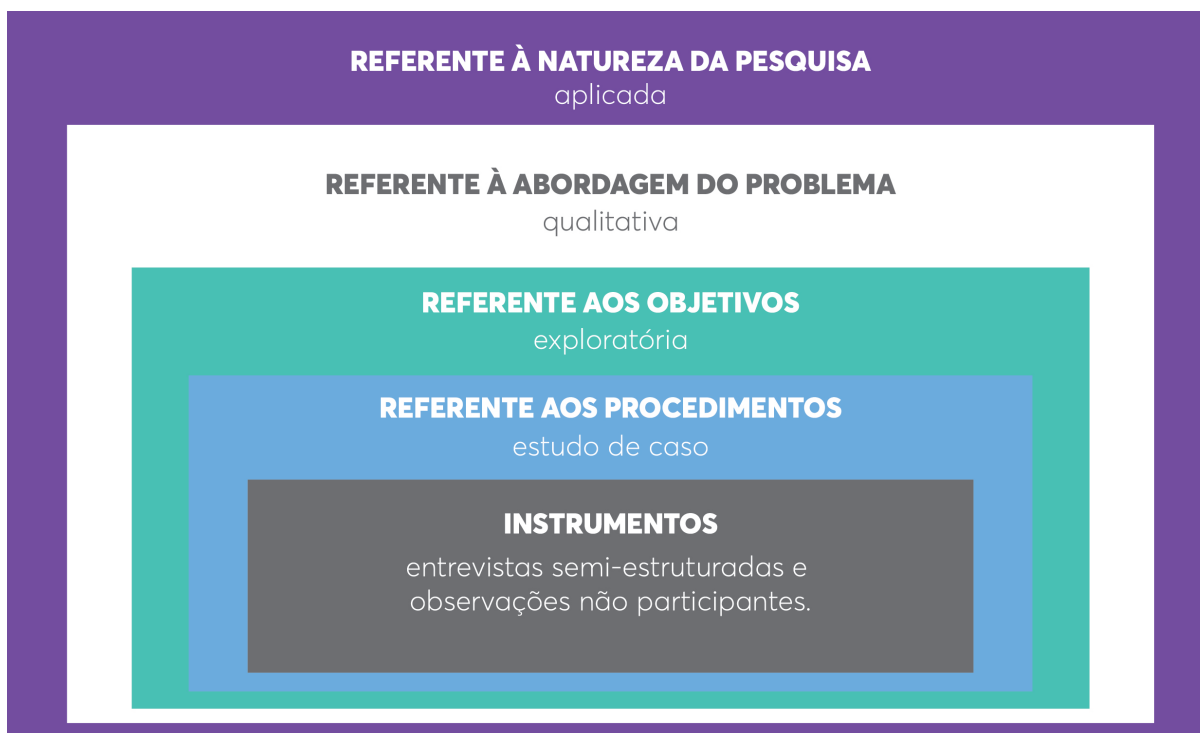 REFERENTE À NATUREZA DA PESQUISA
aplicada
REFERENTE À ABORDAGEM DO PROBLEMA
qualitativa
REFERENTE AOS OBJETIVOS
exploratória
REFERENTE AOS PROCEDIMENTOS
estudo de caso
INSTRUMENTOS
entrevistas semi-estruturadas e
observações não participantes.